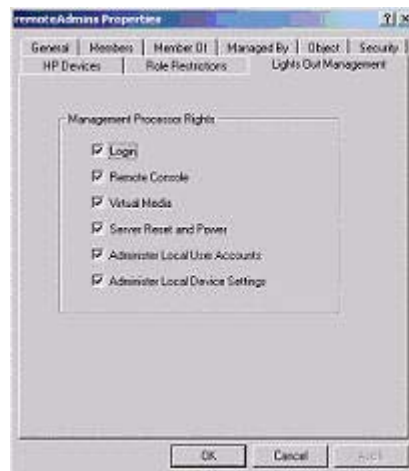 remoteAdmins Properties
General Members Member Of Managed By Object Security
HP Devices Role Restrictions Lights Out Management
Management Processor Rights
Login
Remote Console
Virtual Media
Server Reset and Power
Administer Local User Accounts
Administer Local Device Settings
OK Cancel Apply